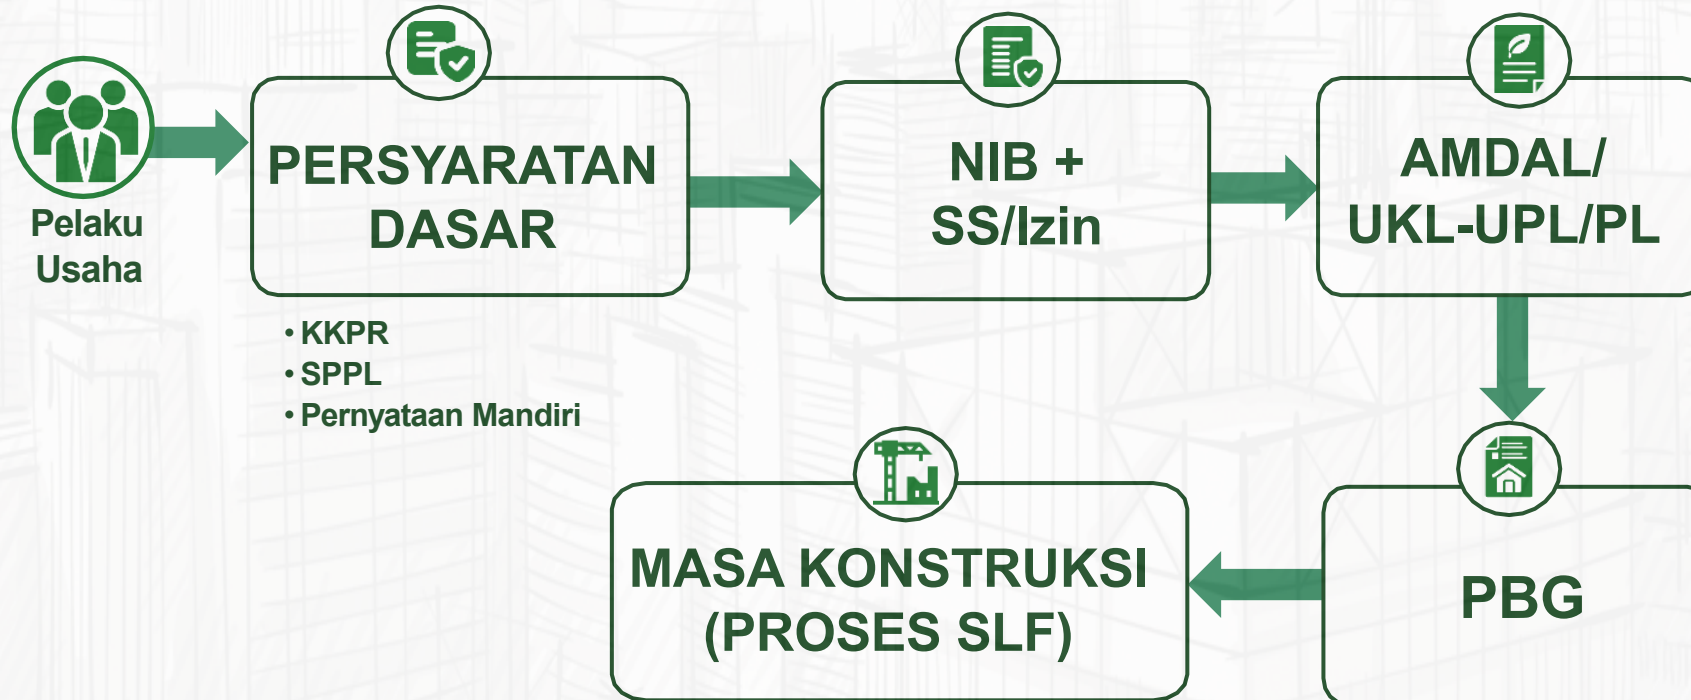 Pelaku
Usaha
PERSYARATAN
DASAR
• KKPR
• SPPL
• Pernyataan Mandiri
NIB +
SS/Izin
AMDAL/
UKL-UPL/PL
PBG
MASA KONSTRUKSI
(PROSES SLF)